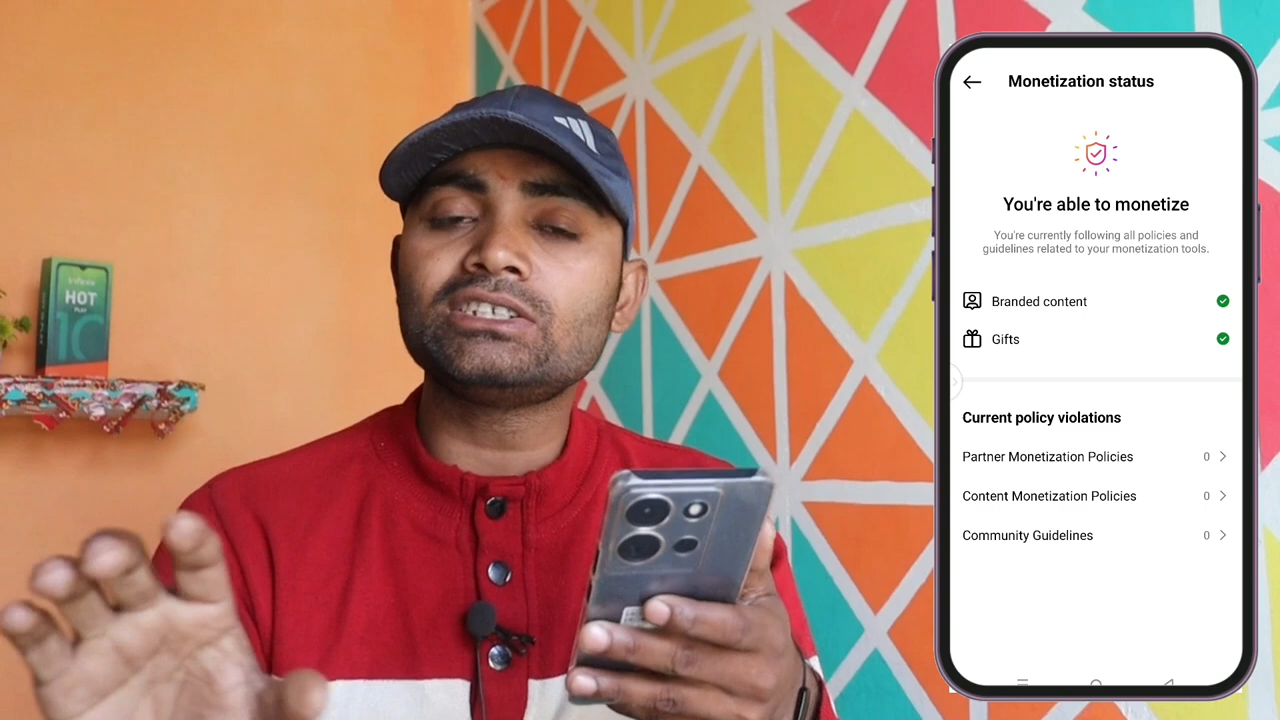 Infinix
HOT
PLAY
10
Monetization status
You're able to monetize
You're currently following all policies and
guidelines related to your monetization tools.
Branded content
Gifts
Current policy violations
Partner Monetization Policies 0
Content Monetization Policies 0
Community Guidelines 0